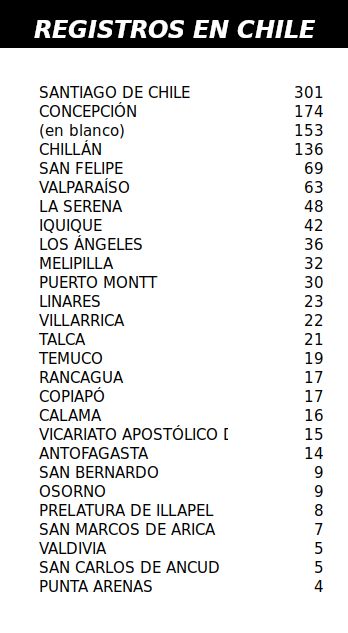 REGISTROS EN CHILE
SANTIAGO DE CHILE 301
CONCEPCIÓN 174
(en blanco) 153
CHILLÁN 136
SAN FELIPE 69
VALPARAÍSO 63
LA SERENA 48
IQUIQUE 42
LOS ÁNGELES 36
MELIPILLA 32
PUERTO MONTT 30
LINARES 23
VILLARRICA 22
TALCA 21
TEMUCO 19
RANCAGUA 17
COPIAPÓ 17
CALAMA 16
VICARIATO APOSTÓLICO 15
ANTOFAGASTA 14
SAN BERNARDO 9
OSORNO 9
PRELATURA DE ILLAPEL 8
SAN MARCOS DE ARICA 7
VALDIVIA 5
SAN CARLOS DE ANCUD 5
PUNTA ARENAS 4